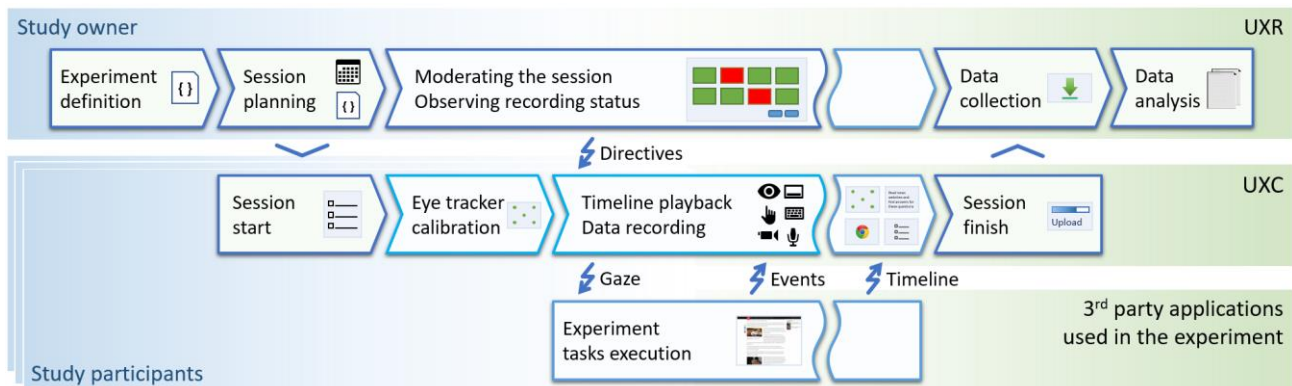 Study owner
UXR
Experiment
definition
{ }
Session
planning
{ }
Moderating the session
Observing recording status
Data
collection
Data
analysis
Directives
UXC
Session
start
Eye tracker
calibration
Timeline playback
Data recording
Session
finish
Upload
Gaze
Events
Timeline
Experiment
tasks execution
3rd party applications
used in the experiment
Study participants